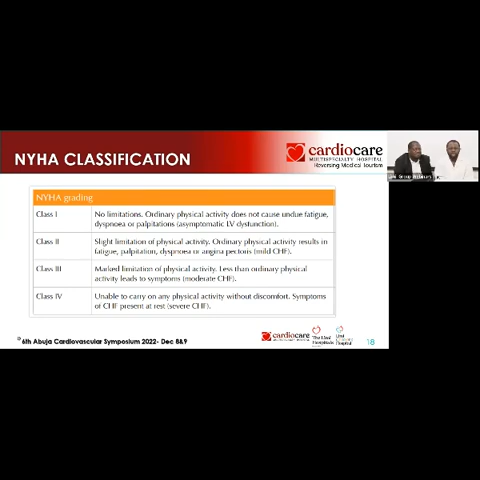 NYHA CLASSIFICATION
cardiocare
MULTISPECIALTY HOSPITAL
Reversing Medical Tourism
NYHA grading
Class I
No limitations. Ordinary physical activity does not cause undue fatigue,
dyspnoea or palpitations (asymptomatic LV dysfunction).
Class II
Slight limitation of physical activity. Ordinary physical activity results in
fatigue, palpitation, dyspnoea or angina pectoris (mild CHF).
Class III
Marked limitation of physical activity. Less than ordinary physical
activity leads to symptoms (moderate CHF).
Class IV
Unable to carry on any physical activity without discomfort. Symptoms
of CHF present at rest (severe CHF).
6th Abuja Cardiovascular Symposium 2022- Dec 8&9
cardiocare
18